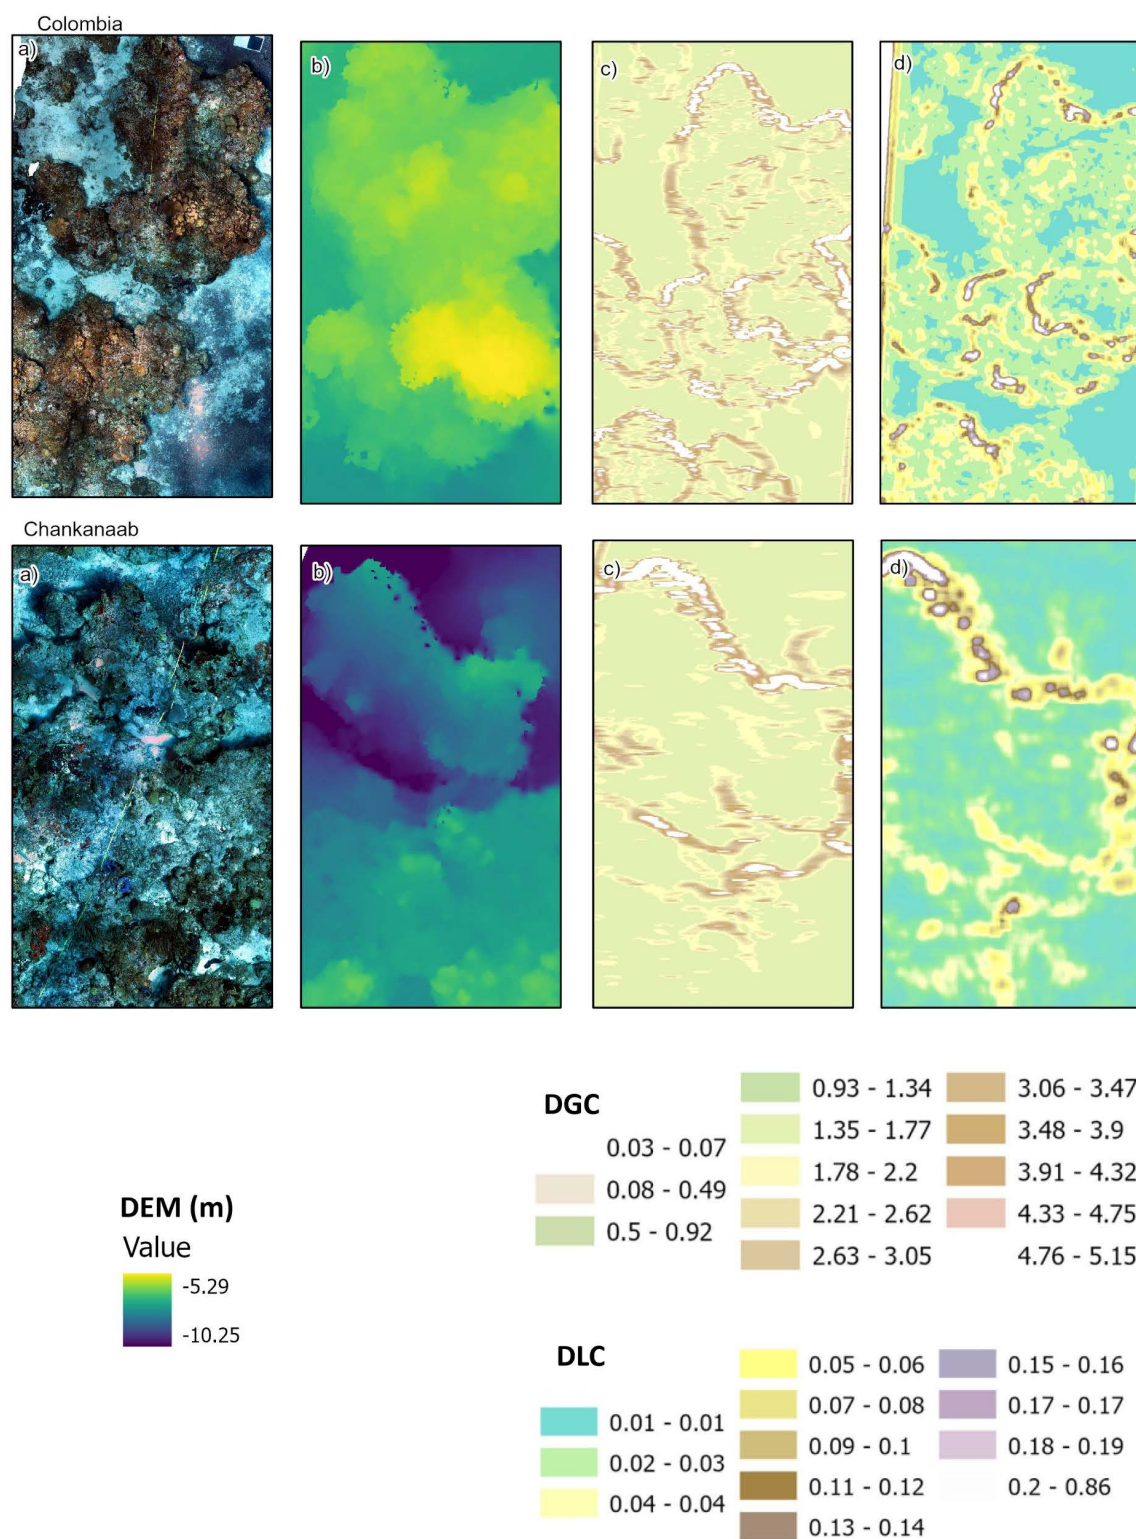 Colombia
a)
b)
c)
d)
Chankanaab
a)
b)
c)
d)
DEM (m)
Value
-5.29
-10.25
DGC
0.03 - 0.07
0.08 - 0.49
0.5 - 0.92
0.93 - 1.34
1.35 - 1.77
1.78 - 2.2
2.21 - 2.62
2.63 - 3.05
3.06 - 3.47
3.48 - 3.9
3.91 - 4.32
4.33 - 4.75
4.76 - 5.15
DLC
0.01 - 0.01
0.02 - 0.03
0.04 - 0.04
0.05 - 0.06
0.07 - 0.08
0.09 - 0.1
0.11 - 0.12
0.13 - 0.14
0.15 - 0.16
0.17 - 0.17
0.18 - 0.19
0.2 - 0.86